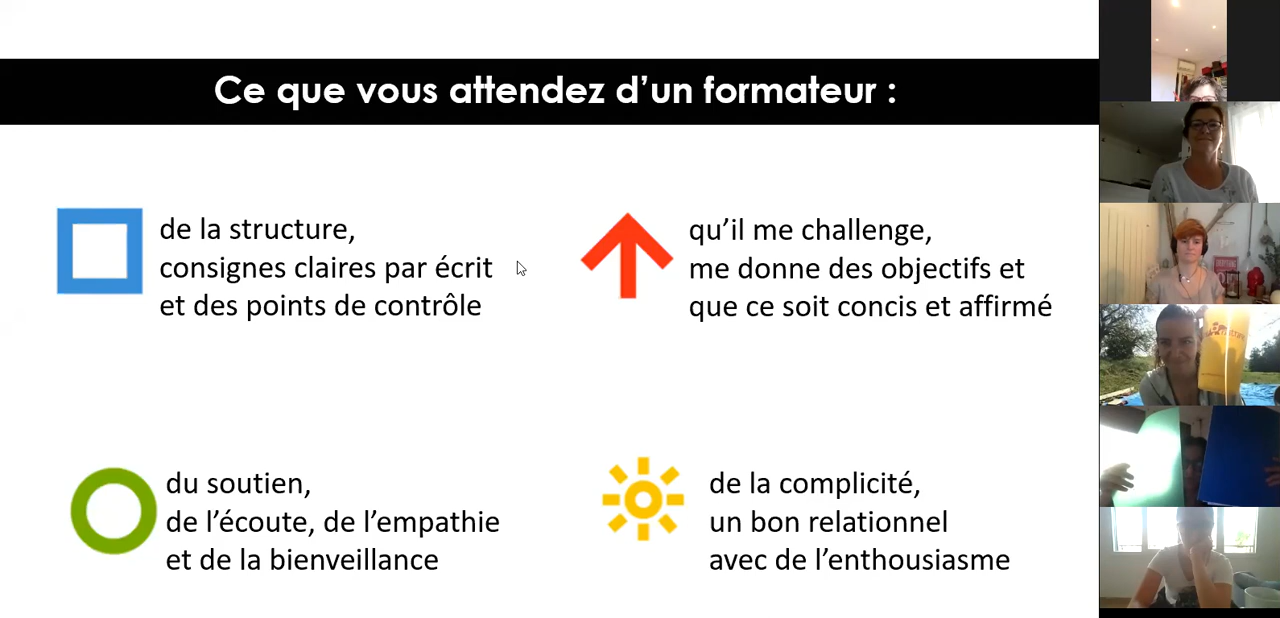 Ce que vous attendez d’un formateur :
de la structure,
consignes claires par écrit
et des points de contrôle
qu’il me challenge,
me donne des objectifs et
que ce soit concis et affirmé
du soutien,
de l’écoute, de l’empathie
et de la bienveillance
de la complicité,
un bon relationnel
avec de l’enthousiasme